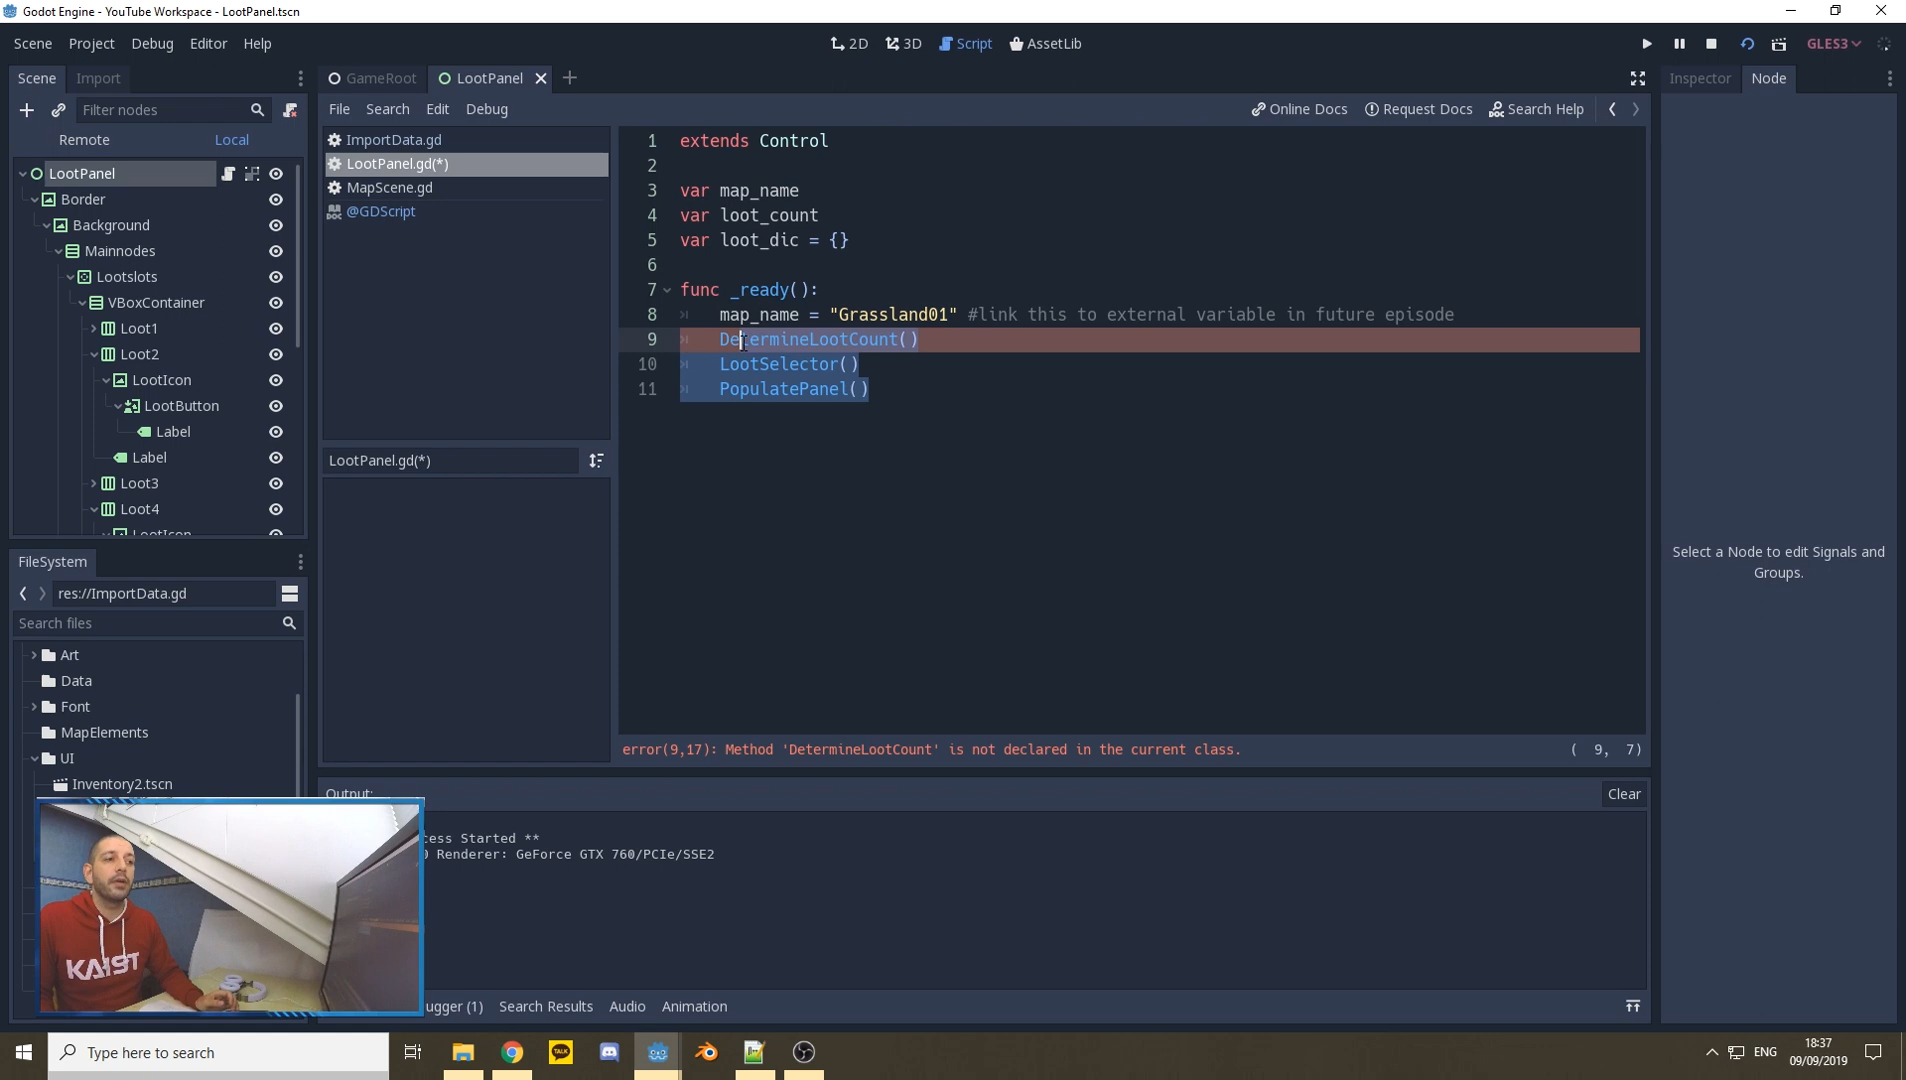 Godot Engine - YouTube Workspace - LootPanel.tscn
Scene Project Debug Editor Help
2D 3D Script AssetLib
GLES3
Scene Import
GameRoot LootPanel
Inspector Node
Filter nodes
File Search Edit Debug
Online Docs Request Docs Search Help
Remote Local
LootPanel
Border
Background
Mainnodes
Lootslots
VBoxContainer
Loot1
Loot2
LootIcon
LootButton
Label
Label
Loot3
Loot4
LootIcon
ImportData.gd
LootPanel.gd(*)
MapScene.gd
@GDScript
LootPanel.gd(*)
1 extends Control
2
3 var map_name
4 var loot_count
5 var loot_dic = {}
6
7 func _ready():
8 map_name = "Grassland01" #link this to external variable in future episode
9 DetermineLootCount()
10 LootSelector()
11 PopulatePanel()
error(9,17): Method 'DetermineLootCount' is not declared in the current class.
( 9, 7)
Select a Node to edit Signals and
Groups.
FileSystem
res://ImportData.gd
Search files
Art
Data
Font
MapElements
UI
Inventory2.tscn
Output:
Clear
cess Started **
0 Renderer: GeForce GTX 760/PCIe/SSE2
ugger (1) Search Results Audio Animation
KAIST
Type here to search
TALK
ENG
18:37
09/09/2019